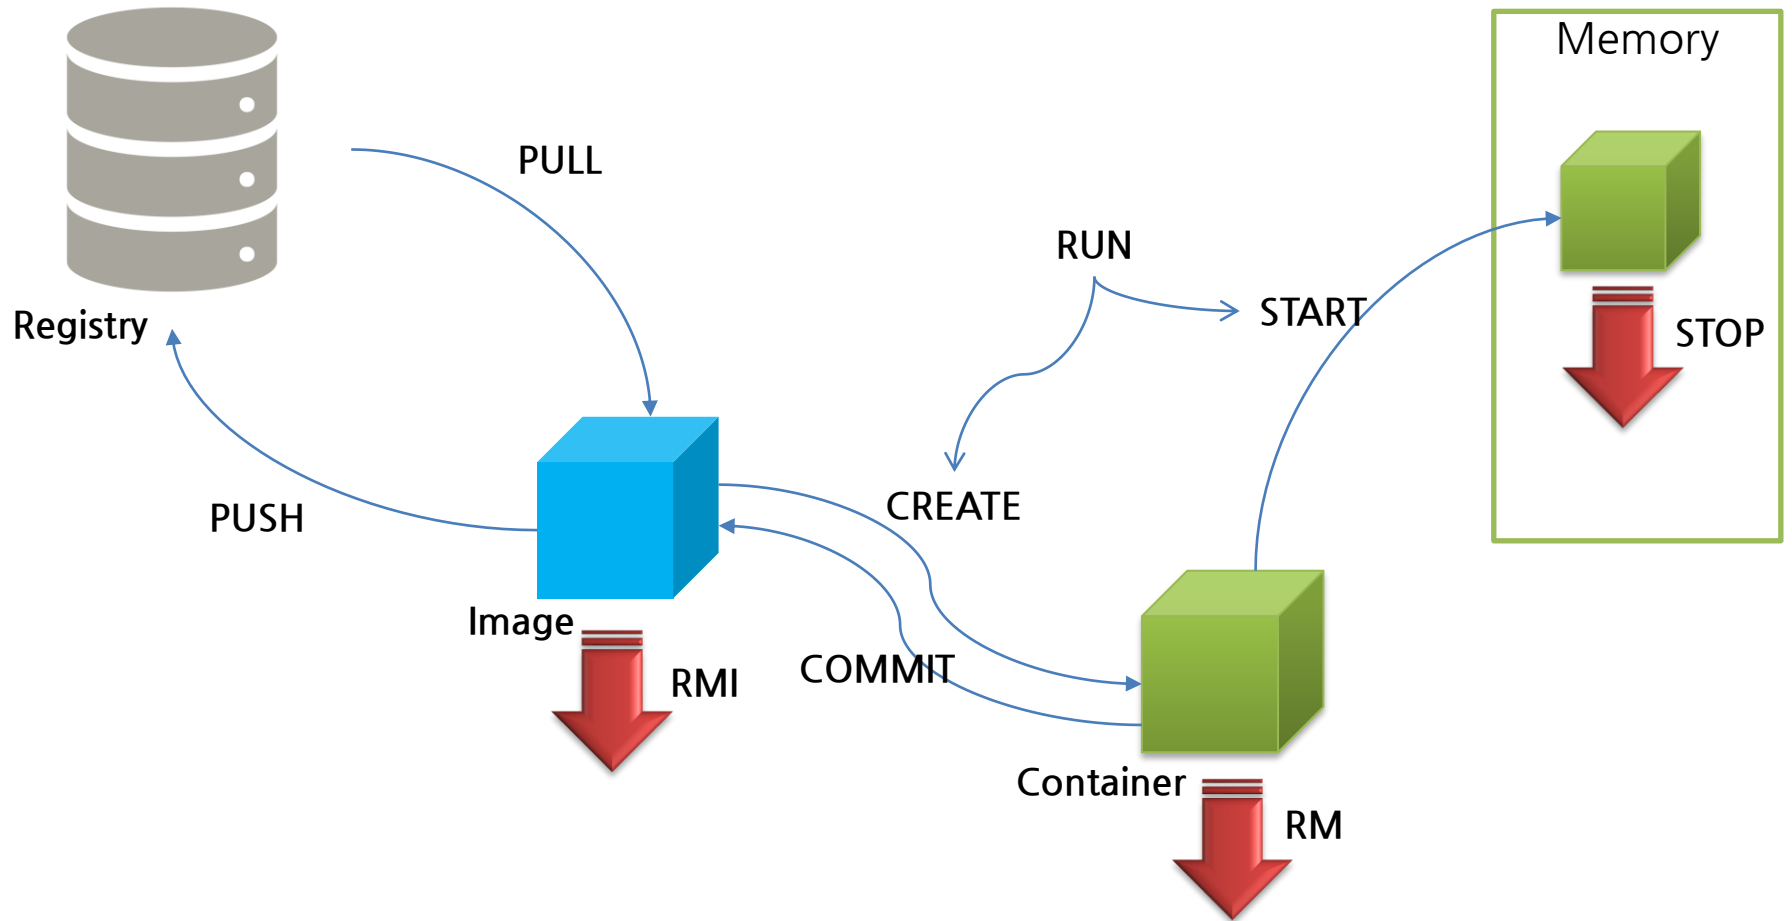 Memory
PULL
RUN
START
Registry
STOP
PUSH
CREATE
Image
COMMIT
RMI
Container
RM